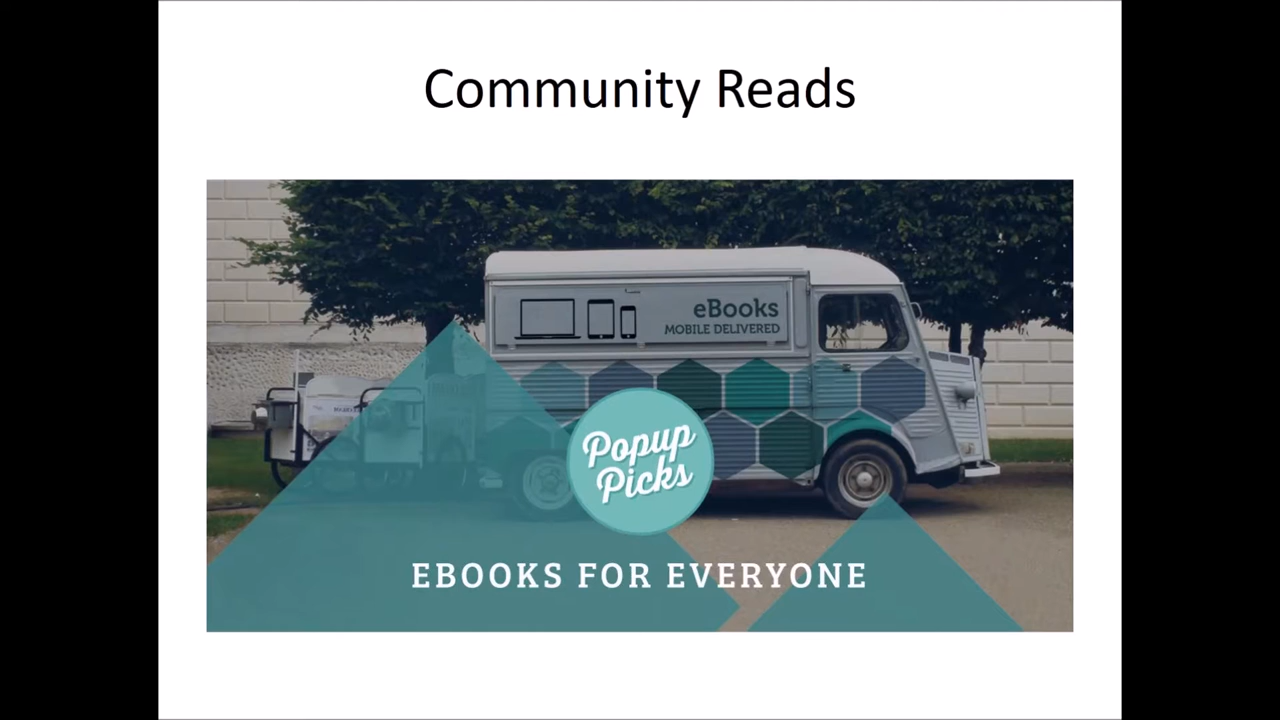 Community Reads
eBooks
MOBILE DELIVERED
Popup
Picks
EBOOKS FOR EVERYONE